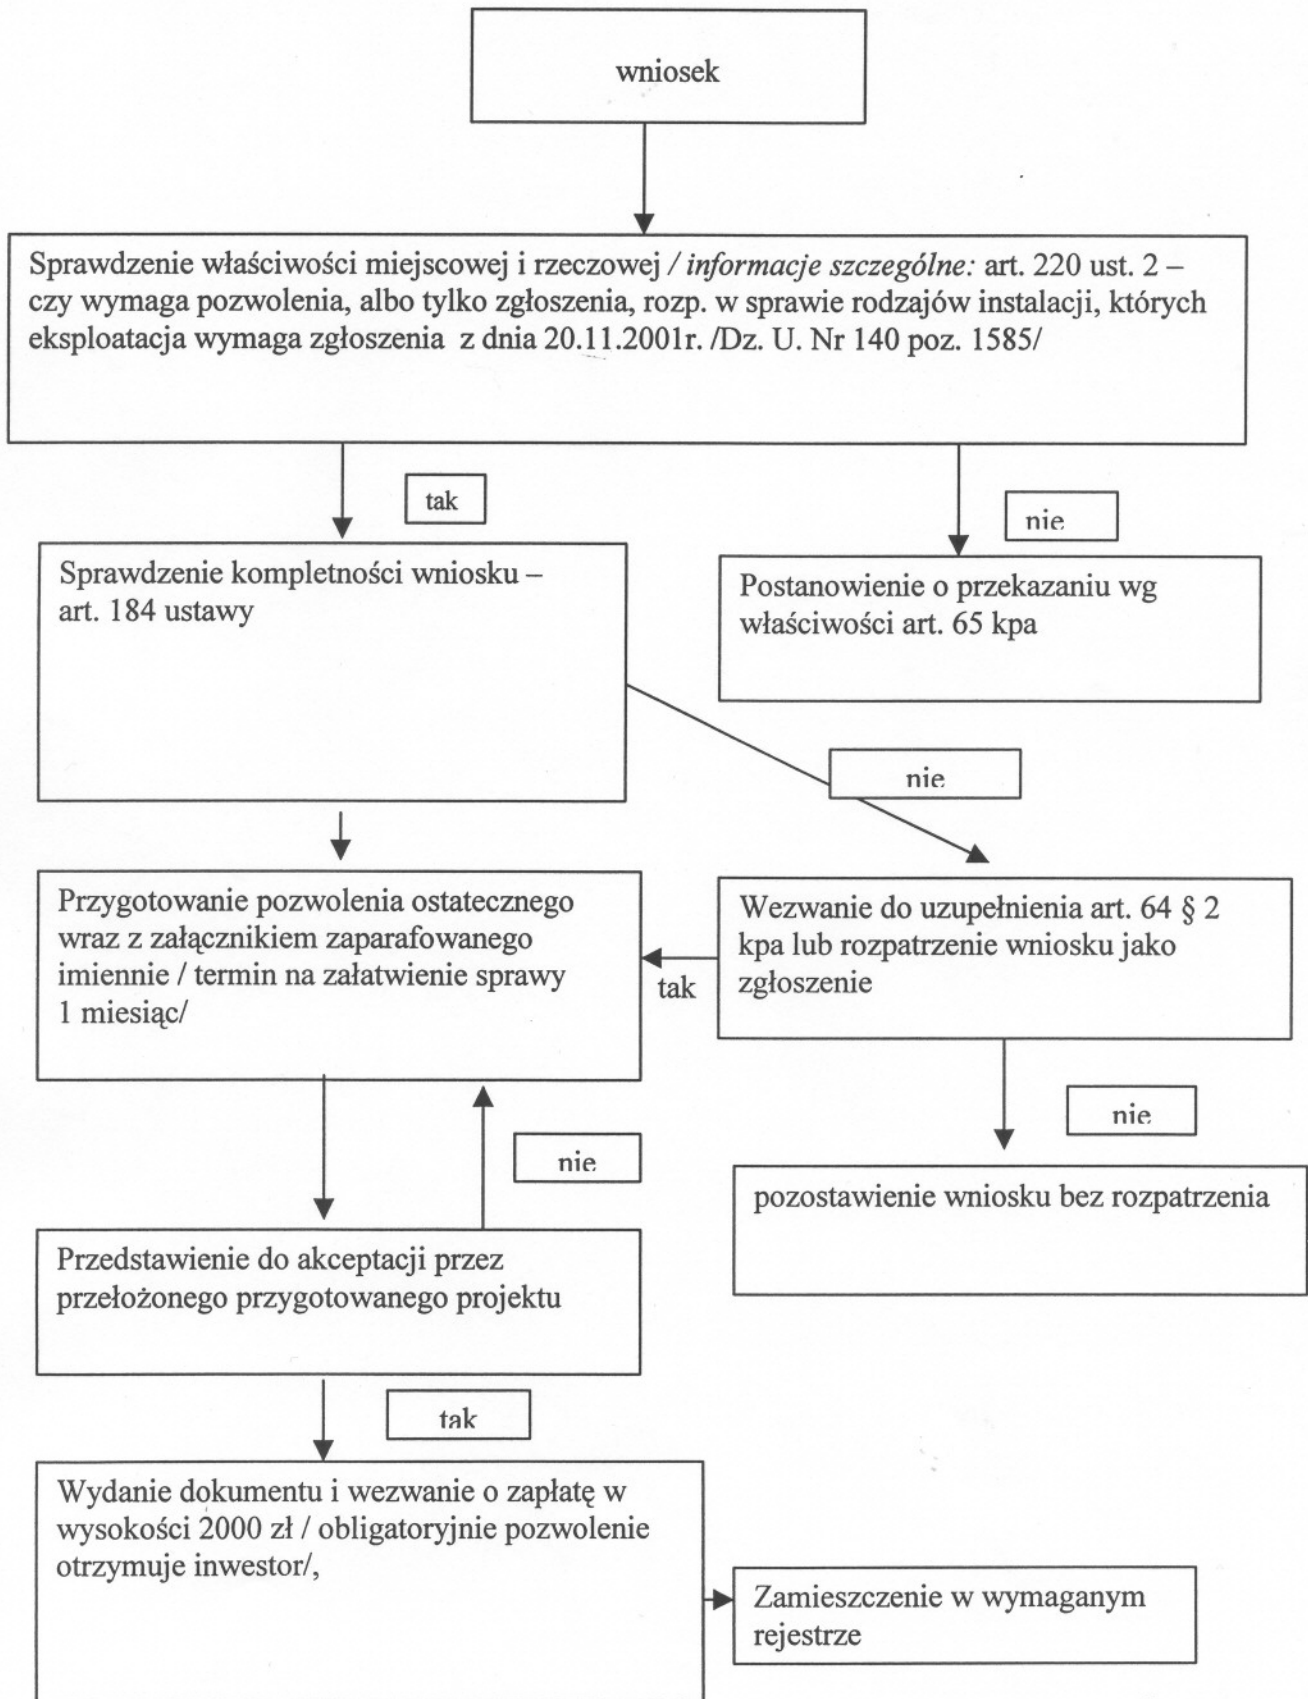 wniosek
Sprawdzenie właściwości miejscowej i rzeczowej / informacje szczególne: art. 220 ust. 2 –
czy wymaga pozwolenia, albo tylko zgłoszenia, rozp. w sprawie rodzajów instalacji, których
eksploatacja wymaga zgłoszenia z dnia 20.11.2001r. /Dz. U. Nr 140 poz. 1585/
tak
nie
Sprawdzenie kompletności wniosku –
art. 184 ustawy
Postanowienie o przekazaniu wg
właściwości art. 65 kpa
nie
Przygotowanie pozwolenia ostatecznego
wraz z załącznikiem zaparafowanego
imiennie / termin na załatwienie sprawy
1 miesiąc/
tak
Wezwanie do uzupełnienia art. 64 § 2
kpa lub rozpatrzenie wniosku jako
zgłoszenie
nie
nie
pozostawienie wniosku bez rozpatrzenia
Przedstawienie do akceptacji przez
przełożonego przygotowanego projektu
tak
Wydanie dokumentu i wezwanie o zapłatę w
wysokości 2000 zł / obligatoryjnie pozwolenie
otrzymuje inwestor/,
Zamieszczenie w wymaganym
rejestrze